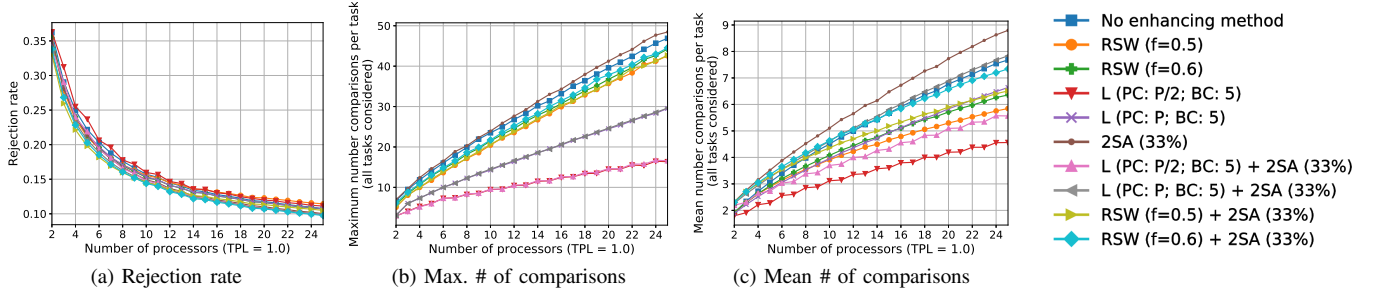 Rejection rate
0.35
0.30
0.25
0.20
0.15
0.10
2 4 6 8 10 12 14 16 18 20 22 24
Number of processors (TPL = 1.0)
(a) Rejection rate
Maximum number comparisons per task
(all tasks considered)
50
40
30
20
10
2 4 6 8 10 12 14 16 18 20 22 24
Number of processors (TPL = 1.0)
(b) Max. # of comparisons
Mean number comparisons per task
(all tasks considered)
9
8
7
6
5
4
3
2
2 4 6 8 10 12 14 16 18 20 22 24
Number of processors (TPL = 1.0)
(c) Mean # of comparisons
No enhancing method
RSW (f=0.5)
RSW (f=0.6)
L (PC: P/2; BC: 5)
L (PC: P; BC: 5)
2SA (33%)
L (PC: P/2; BC: 5) + 2SA (33%)
L (PC: P; BC: 5) + 2SA (33%)
RSW (f=0.5) + 2SA (33%)
RSW (f=0.6) + 2SA (33%)